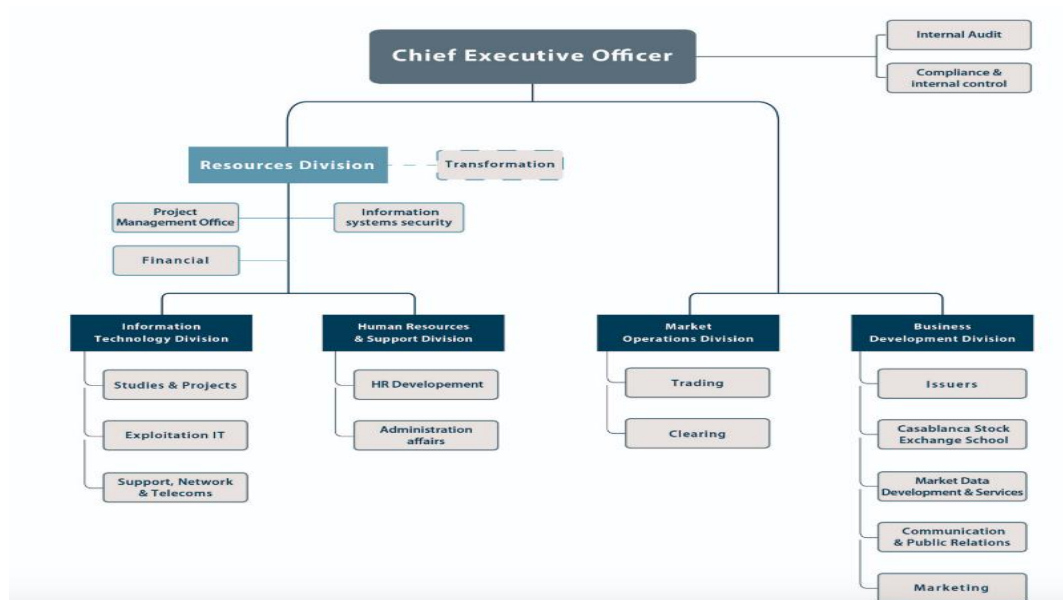 Chief Executive Officer
Internal Audit
Compliance &
internal control
Resources Division
Transformation
Project
Management Office
Information
systems security
Financial
Information
Technology Division
Human Resources
& Support Division
Market
Operations Division
Business
Development Division
Studies & Projects
Exploitation IT
Support, Network
& Telecoms
HR Developement
Administration
affairs
Trading
Clearing
Issuers
Casablanca Stock
Exchange School
Market Data
Development & Services
Communication
& Public Relations
Marketing